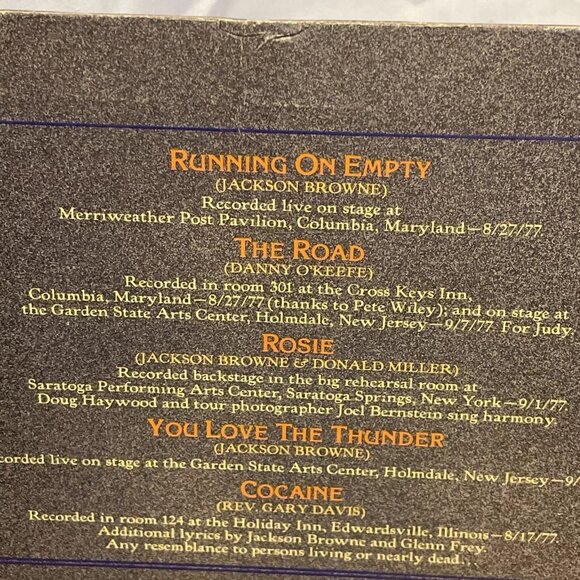 RUNNING ON EMPTY
(JACKSON BROWNE)
Recorded live on stage at
Merriweather Post Pavilion, Columbia, Maryland—8/27/77.
THE ROAD
(DANNY O'KEEFE)
Recorded in room 301 at the Cross Keys Inn,
Columbia, Maryland—8/27/77 (thanks to Pete Wiley); and on stage at
the Garden State Arts Center, Holmdale, New Jersey—9/7/77. For Judy.
ROSIE
(JACKSON BROWNE & DONALD MILLER)
Recorded backstage in the big rehearsal room at
Saratoga Performing Arts Center, Saratoga Springs, New York—9/1/77.
Doug Haywood and tour photographer Joel Bernstein sing harmony.
YOU LOVE THE THUNDER
(JACKSON BROWNE)
corded live on stage at the Garden State Arts Center, Holmdale, New Jersey—9/
COCAINE
(REV. GARY DAVIS)
Recorded in room 124 at the Holiday Inn, Edwardsville, Illinois—8/17/77.
Additional lyrics by Jackson Browne and Glenn Frey.
Any resemblance to persons living or nearly dead...